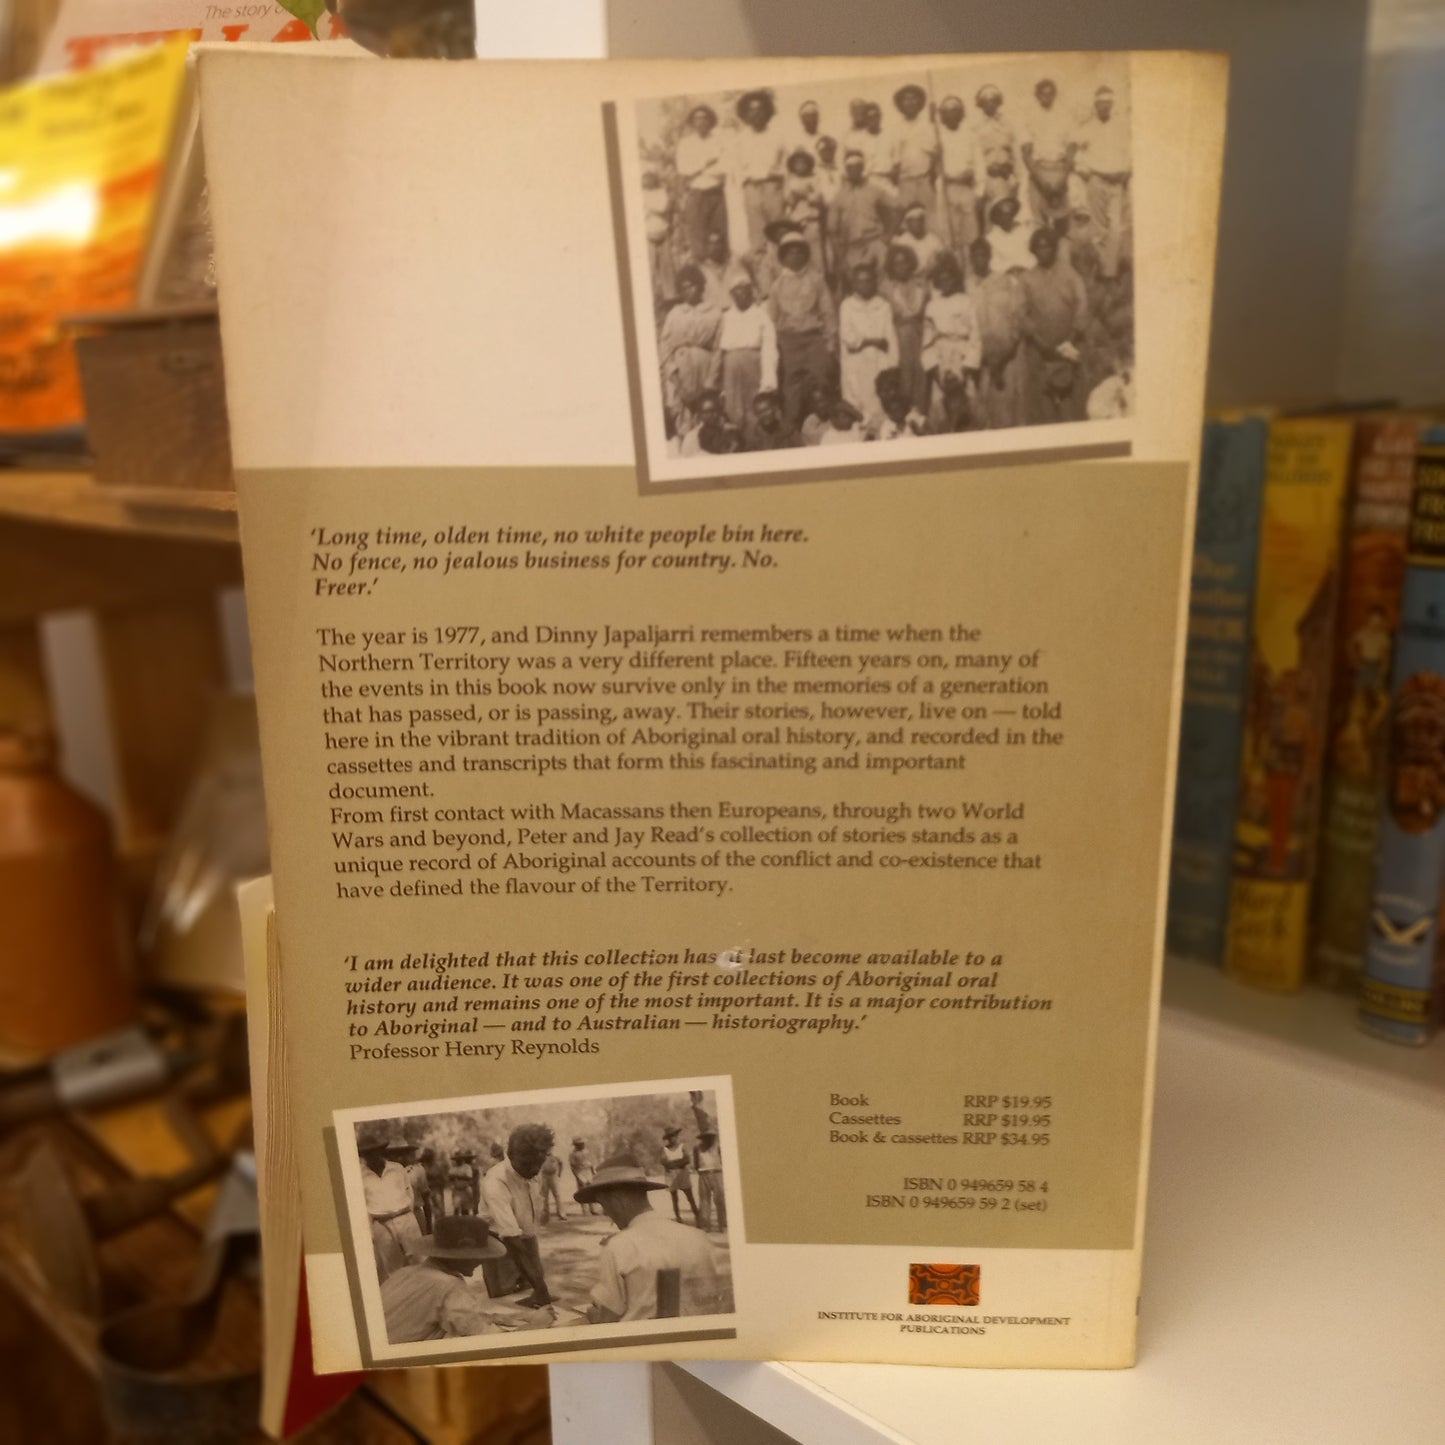 The story
'Long time, olden time, no white people bin here.
No fence, no jealous business for country. No.
Freer.'
The year is 1977, and Dinny Japaljarri remembers a time when the
Northern Territory was a very different place. Fifteen years on, many of
the events in this book now survive only in the memories of a generation
that has passed, or is passing, away. Their stories, however, live on — told
here in the vibrant tradition of Aboriginal oral history, and recorded in the
cassettes and transcripts that form this fascinating and important
document.
From first contact with Macassans then Europeans, through two World
Wars and beyond, Peter and Jay Read's collection of stories stands as a
unique record of Aboriginal accounts of the conflict and co-existence that
have defined the flavour of the Territory.
'I am delighted that this collection has at last become available to a
wider audience. It was one of the first collections of Aboriginal oral
history and remains one of the most important. It is a major contribution
to Aboriginal — and to Australian — historiography.'
Professor Henry Reynolds
Book RRP $19.95
Cassettes RRP $19.95
Book & cassettes RRP $34.95
ISBN 0 949659 58 4
ISBN 0 949659 59 2 (set)
INSTITUTE FOR ABORIGINAL DEVELOPMENT
PUBLICATIONS